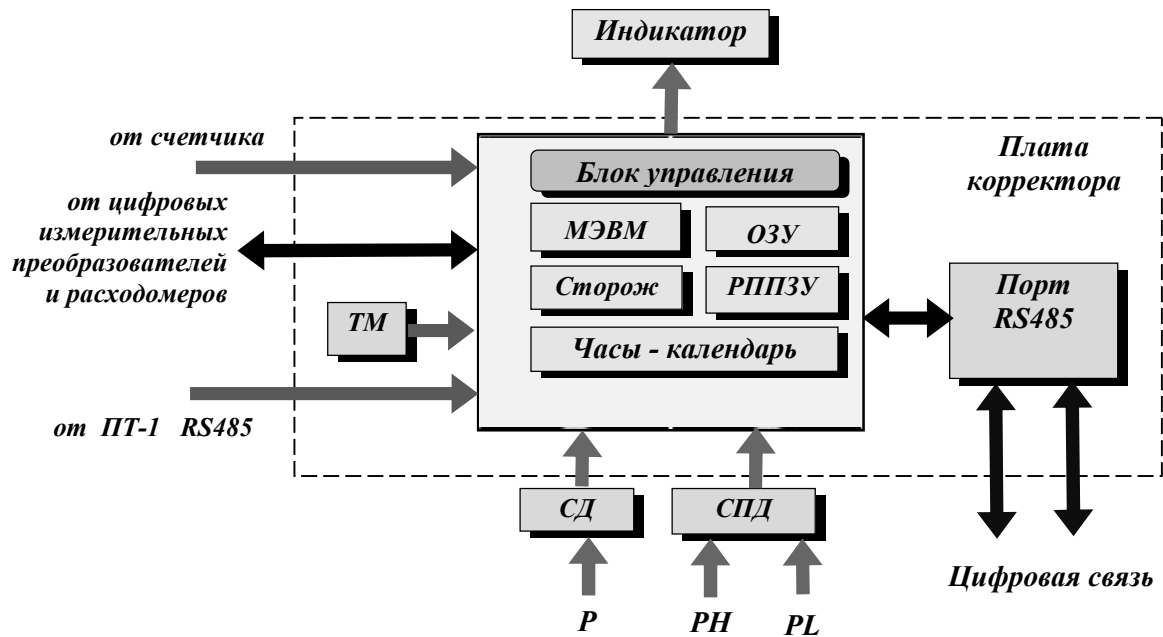 Индикатор
от счетчика
Плата
корректора
Блок управления
от цифровых
измерительных
преобразователей
и расходомеров
МЭВМ
ОЗУ
Сторож
РППЗУ
Порт
RS485
ТМ
Часы - календарь
от ПТ-1 RS485
СД
СПД
Цифровая связь
P
PH
PL